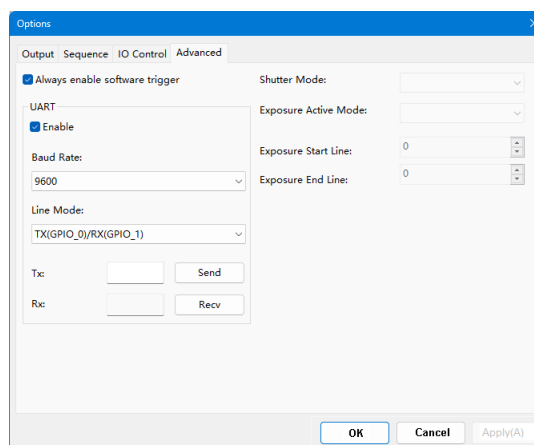 Options
Output Sequence IO Control Advanced
Always enable software trigger
UART
Enable
Baud Rate:
9600
Line Mode:
TX(GPIO_0)/RX(GPIO_1)
Tx:
Send
Rx:
Recv
Shutter Mode:
Exposure Active Mode:
Exposure Start Line:
0
Exposure End Line:
0
OK
Cancel
Apply(A)